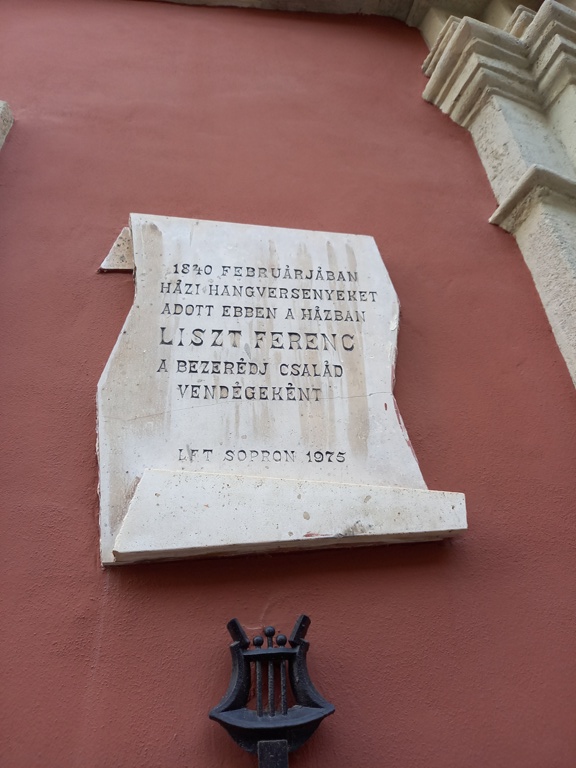 1840 FEBRUÁRJÁBAN
HÁZI HANGVERSENYEKET
ADOTT EBBEN A HÁZBAN
LISZT FERENC
A BEZERÉDJ CSALÁD
VENDÉGEKÉNT
LFT SOPRON 1975